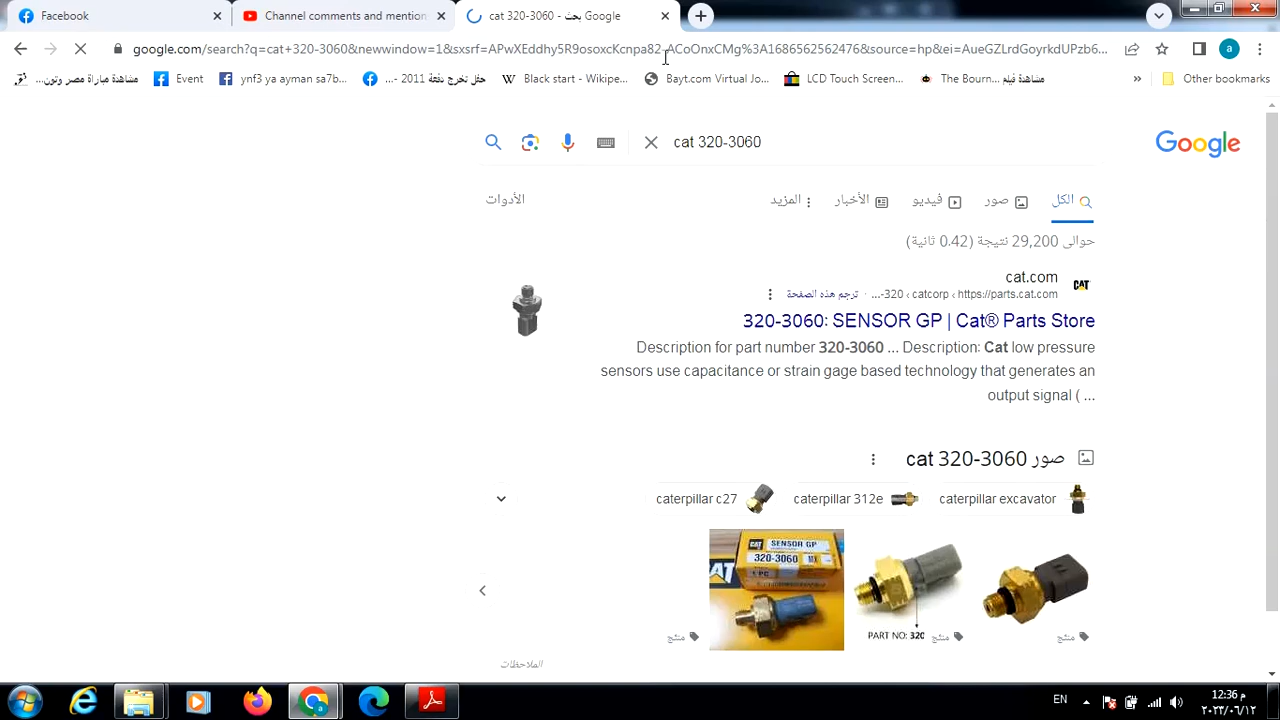 Facebook
Channel comments and mention
cat 320-3060 - بحث Google
google.com/search?q=cat+320-3060&newwindow=1&sxsrf=APwXEddhy5R9osoxcKcnpa82-ACoOnxCMg%3A1686562562476&source=hp&ei=AueGZLrdGoyrkdUPzb6...
a
مشاهدة مباراة مصر وتون...
Event
ynf3 ya ayman sa7b...
حفل تخرج دفعة 2011 -...
Black start - Wikipe...
Bayt.com Virtual Jo...
LCD Touch Screen...
The Bourn... مشاهدة فيلم
»
Other bookmarks
cat 320-3060
Google
الكل
صور
فيديو
الأخبار
المزيد
الأدوات
حوالى 29,200 نتيجة (0.42 ثانية)
cat.com
CAT
https://parts.cat.com › catcorp › 320-... · ترجم هذه الصفحة
320-3060: SENSOR GP | Cat® Parts Store
Description for part number 320-3060 ... Description: Cat low pressure
sensors use capacitance or strain gage based technology that generates an
output signal ( ...
صور cat 320-3060
caterpillar c27
caterpillar 312e
caterpillar excavator
CAT SENSOR GP
320-3060
1 PC
PART NO: 320
منتج
منتج
منتج
الملاحظات
EN
12:36 م
٢٠٢٣/٠٦/١٢